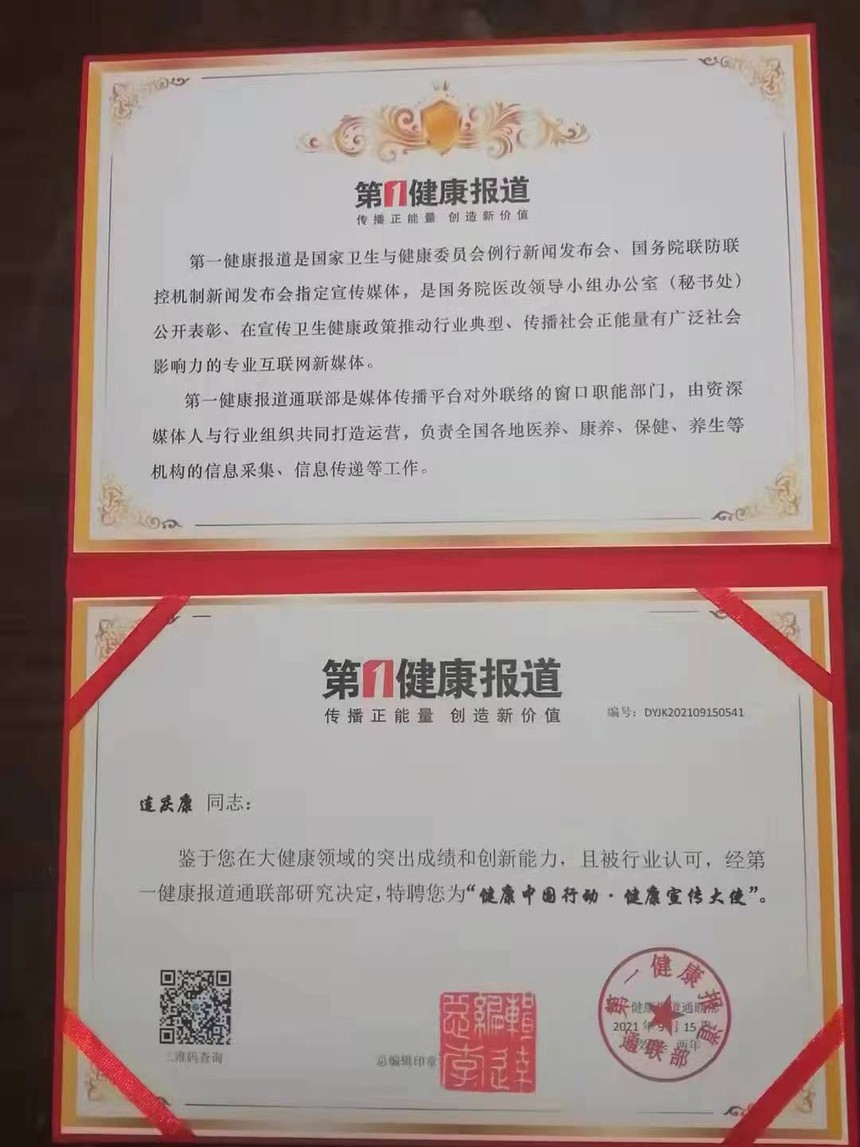 第1健康报道
传播正能量 创造新价值
第一健康报道是国家卫生与健康委员会例行新闻发布会、国务院联防联
控机制新闻发布会指定宣传媒体，是国务院医改领导小组办公室（秘书处）
公开表彰、在宣传卫生健康政策推动行业典型、传播社会正能量有广泛社会
影响力的专业互联网新媒体。
第一健康报道通联部是媒体传播平台对外联络的窗口职能部门，由资深
媒体人与行业组织共同打造运营，负责全国各地医养、康养、保健、养生等
机构的信息采集、信息传递等工作。
第1健康报道
传播正能量 创造新价值
编号：DYJK202109150541
连庆康 同志：
鉴于您在大健康领域的突出成绩和创新能力，且被行业认可，经第
一健康报道通联部研究决定，特聘您为“健康中国行动·健康宣传大使”。
第一健康报道
通联部
2021年9月15日
两年
二维码查询
总编辑印章